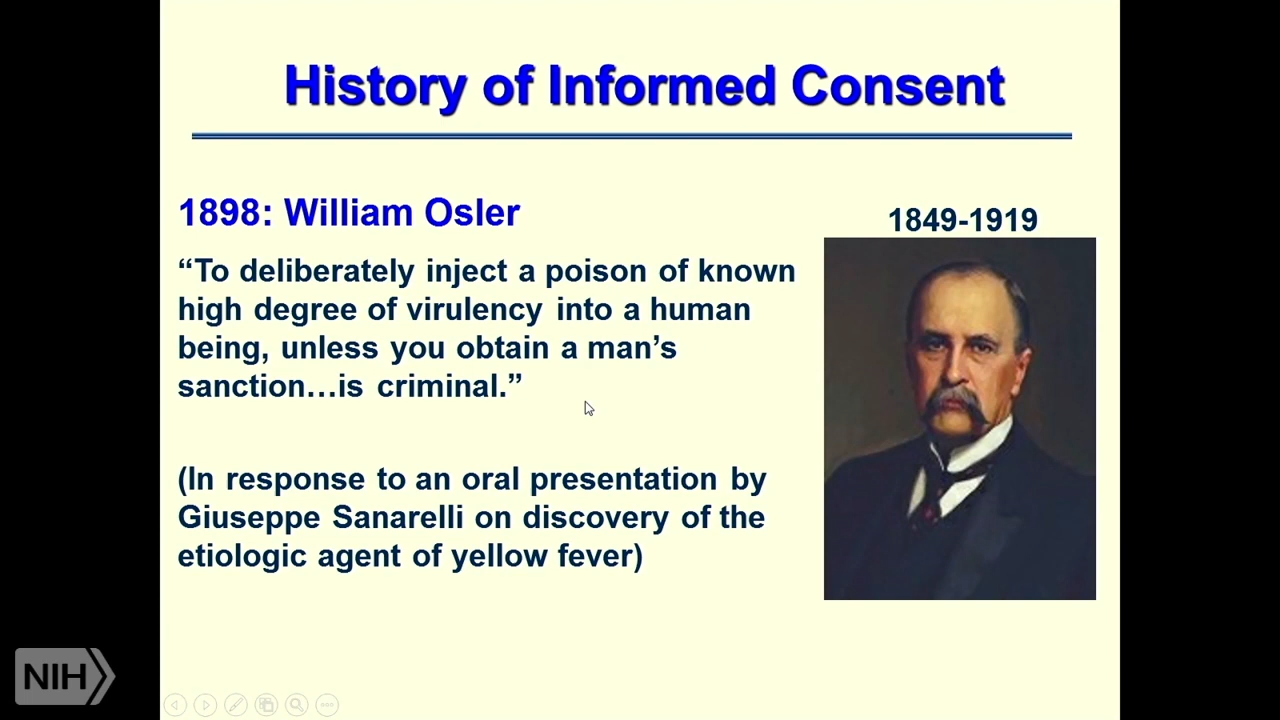 History of Informed Consent
1898: William Osler
1849-1919
“To deliberately inject a poison of known
high degree of virulency into a human
being, unless you obtain a man’s
sanction…is criminal.”
(In response to an oral presentation by
Giuseppe Sanarelli on discovery of the
etiologic agent of yellow fever)
NIH